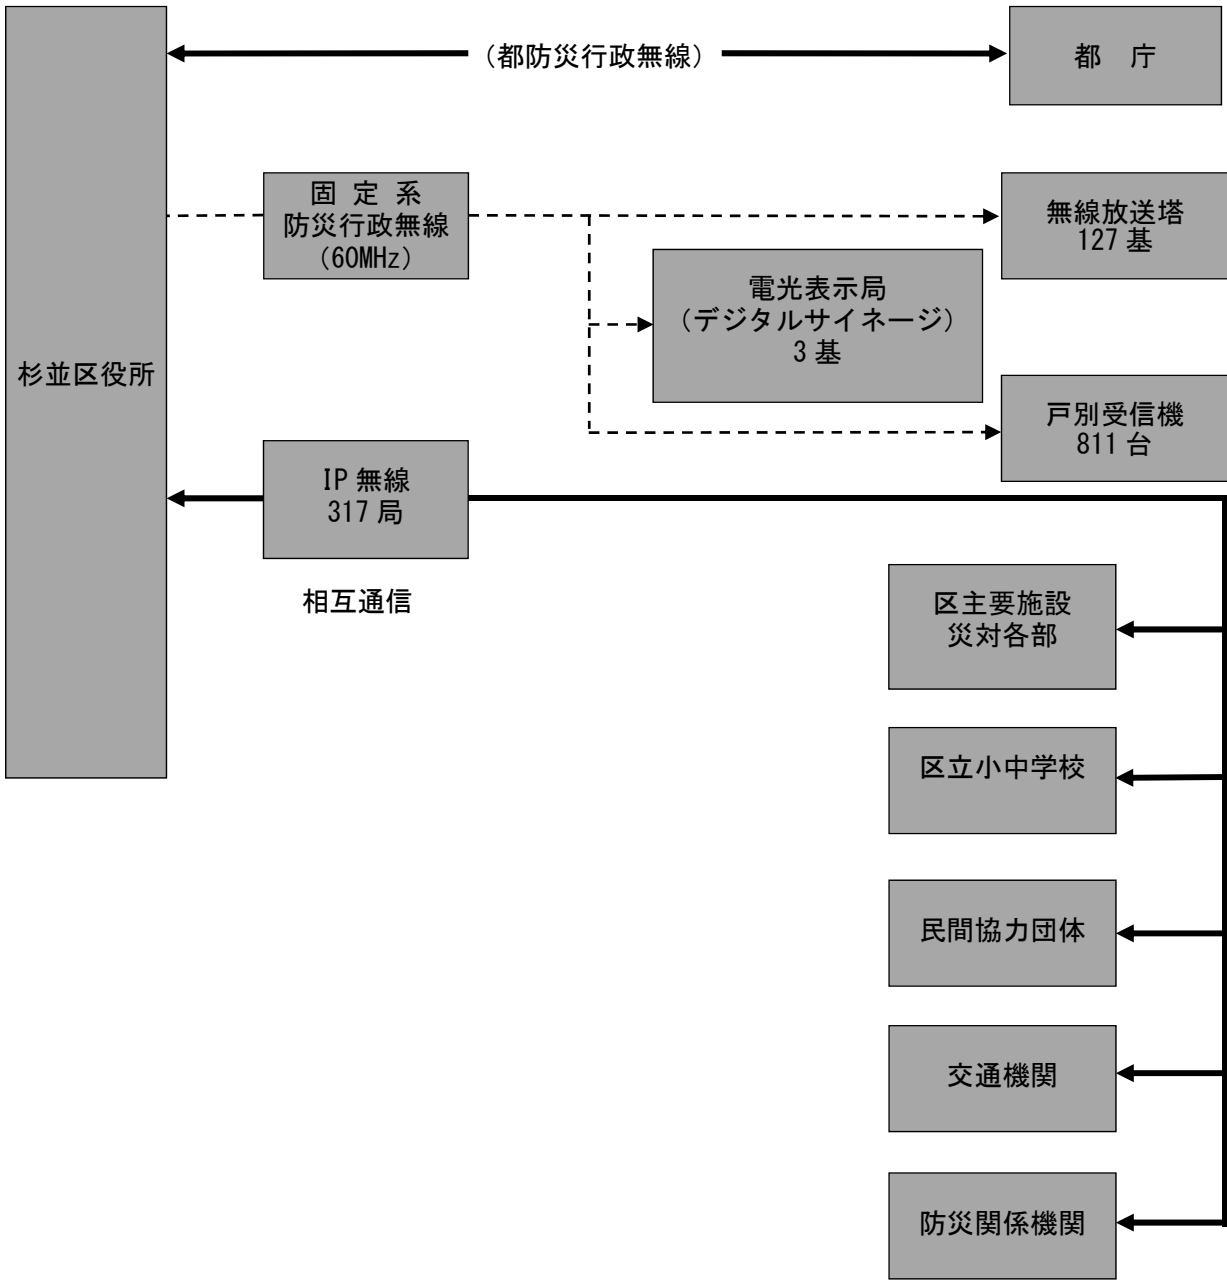 （都防災行政無線）
都　庁
固 定 系
防災行政無線
（60MHz）
無線放送塔
127 基
電光表示局
（デジタルサイネージ）
3 基
杉並区役所
戸別受信機
811 台
IP 無線
317 局
相互通信
区主要施設
災対各部
区立小中学校
民間協力団体
交通機関
防災関係機関